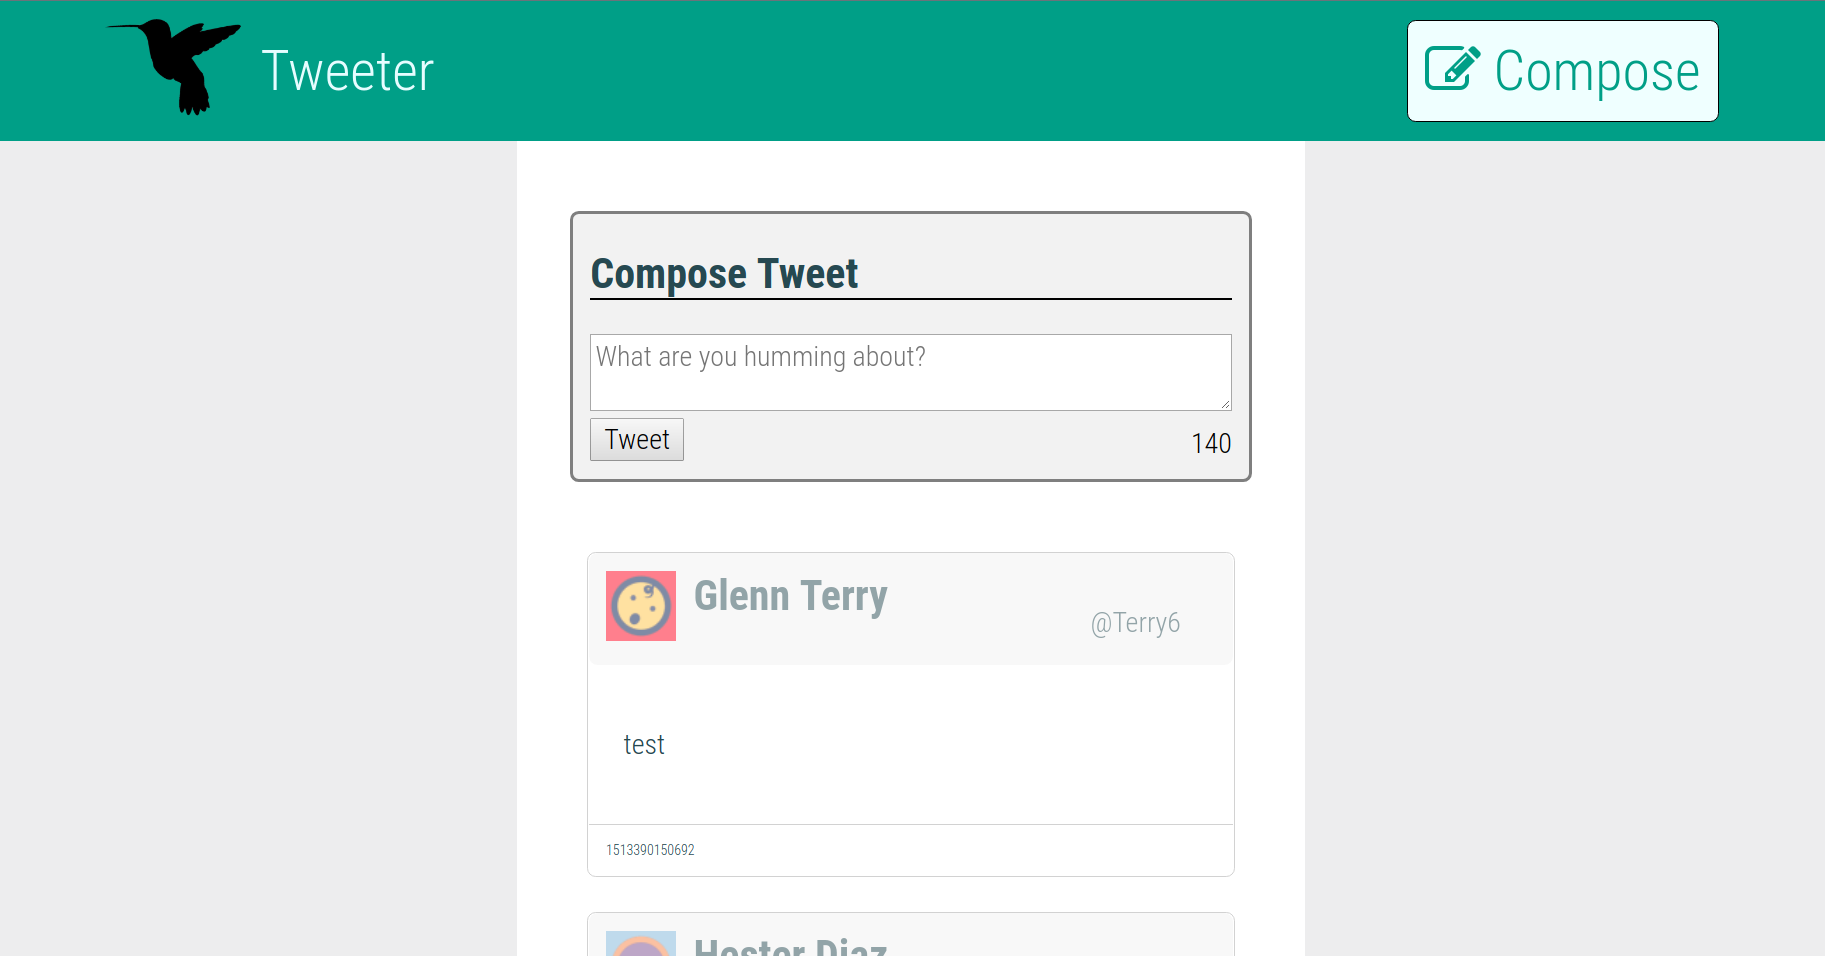 Tweeter
Compose
Compose Tweet
What are you humming about?
Tweet
140
Glenn Terry
@Terry6
test
1513390150692
Hester Diaz